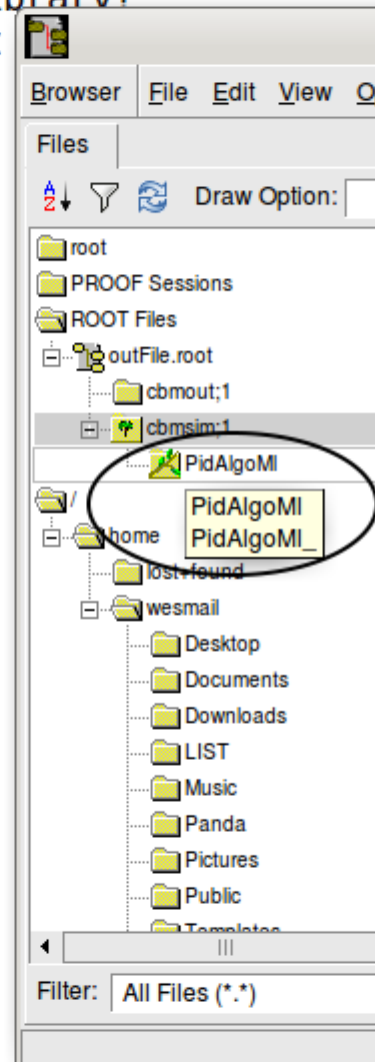 Browser File Edit View O
Files
Draw Option:
root
PROOF Sessions
ROOT Files
outFile.root
cbmout;1
cbmsim;1
PidAlgoMl
/
PidAlgoMl
PidAlgoMl_
home
lost+found
wesmail
Desktop
Documents
Downloads
LIST
Music
Panda
Pictures
Public
Templates
Filter: All Files (*.*)